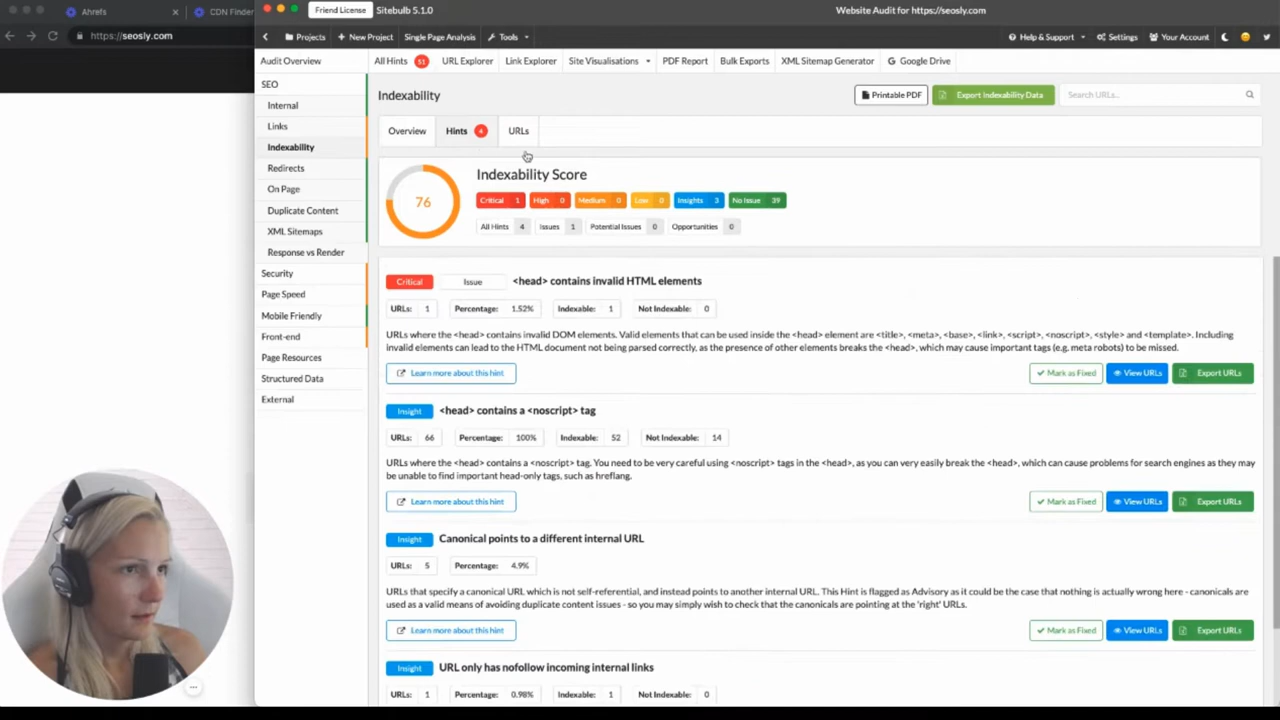 Ahrefs
CDN Finder
Friend License
Sitebulb 5.1.0
Website Audit for https://seosly.com
https://seosly.com
Projects
New Project
Single Page Analysis
Tools
Help & Support
Settings
Your Account
Audit Overview
All Hints 51
URL Explorer
Link Explorer
Site Visualisations
PDF Report
Bulk Exports
XML Sitemap Generator
Google Drive
SEO
Internal
Links
Indexability
Redirects
On Page
Duplicate Content
XML Sitemaps
Response vs Render
Security
Page Speed
Mobile Friendly
Front-end
Page Resources
Structured Data
External
Indexability
Printable PDF
Export Indexability Data
Search URLs...
Overview
Hints 4
URLs
76
Indexability Score
Critical 1 High 0 Medium 0 Low 0 Insights 3 No Issue 39
All Hints 4 Issues 1 Potential Issues 0 Opportunities 0
Critical Issue <head> contains invalid HTML elements
URLs: 1 Percentage: 1.52% Indexable: 1 Not Indexable: 0
URLs where the <head> contains invalid DOM elements. Valid elements that can be used inside the <head> element are <title>, <meta>, <base>, <link>, <script>, <noscript>, <style> and <template>. Including
invalid elements can lead to the HTML document not being parsed correctly, as the presence of other elements breaks the <head>, which may cause important tags (e.g. meta robots) to be missed.
Learn more about this hint
Mark as Fixed
View URLs
Export URLs
Insight <head> contains a <noscript> tag
URLs: 66 Percentage: 100% Indexable: 52 Not Indexable: 14
URLs where the <head> contains a <noscript> tag. You need to be very careful using <noscript> tags in the <head>, as you can very easily break the <head>, which can cause problems for search engines as they may
be unable to find important head-only tags, such as hreflang.
Learn more about this hint
Mark as Fixed
View URLs
Export URLs
Insight Canonical points to a different internal URL
URLs: 5 Percentage: 4.9%
URLs that specify a canonical URL which is not self-referential, and instead points to another internal URL. This Hint is flagged as Advisory as it could be the case that nothing is actually wrong here - canonicals are
used as a valid means of avoiding duplicate content issues - so you may simply wish to check that the canonicals are pointing at the 'right' URLs.
Learn more about this hint
Mark as Fixed
View URLs
Export URLs
Insight URL only has nofollow incoming internal links
URLs: 1 Percentage: 0.98% Indexable: 1 Not Indexable: 0